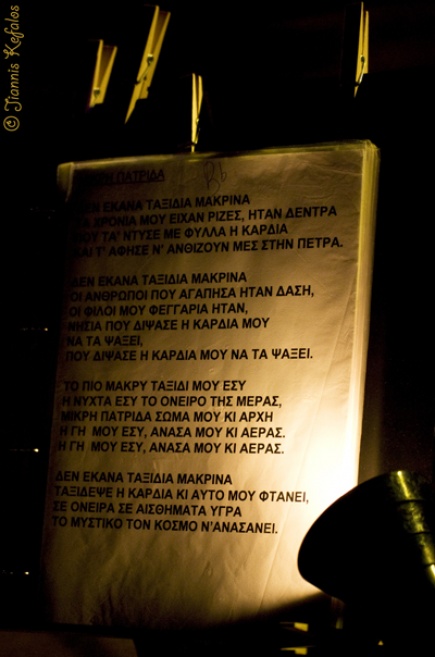 © Jiannis Kefalos
ΜΙΚΡΗ ΠΑΤΡΙΔΑ
ΔΕΝ ΕΚΑΝΑ ΤΑΞΙΔΙΑ ΜΑΚΡΙΝΑ
ΤΑ ΧΡΟΝΙΑ ΜΟΥ ΕΙΧΑΝ ΡΙΖΕΣ, ΗΤΑΝ ΔΕΝΤΡΑ
ΠΟΥ ΤΑ' ΝΤΥΣΕ ΜΕ ΦΥΛΛΑ Η ΚΑΡΔΙΑ
ΚΑΙ Τ' ΑΦΗΣΕ Ν' ΑΝΘΙΖΟΥΝ ΜΕΣ ΣΤΗΝ ΠΕΤΡΑ.
ΔΕΝ ΕΚΑΝΑ ΤΑΞΙΔΙΑ ΜΑΚΡΙΝΑ
ΟΙ ΑΝΘΡΩΠΟΙ ΠΟΥ ΑΓΑΠΗΣΑ ΗΤΑΝ ΔΑΣΗ,
ΟΙ ΦΙΛΟΙ ΜΟΥ ΦΕΓΓΑΡΙΑ ΗΤΑΝ,
ΝΗΣΙΑ ΠΟΥ ΔΙΨΑΣΕ Η ΚΑΡΔΙΑ ΜΟΥ
ΝΑ ΤΑ ΨΑΞΕΙ,
ΠΟΥ ΔΙΨΑΣΕ Η ΚΑΡΔΙΑ ΜΟΥ ΝΑ ΤΑ ΨΑΞΕΙ.
ΤΟ ΠΙΟ ΜΑΚΡΥ ΤΑΞΙΔΙ ΜΟΥ ΕΣΥ
Η ΝΥΧΤΑ ΕΣΥ ΤΟ ΟΝΕΙΡΟ ΤΗΣ ΜΕΡΑΣ,
ΜΙΚΡΗ ΠΑΤΡΙΔΑ ΣΩΜΑ ΜΟΥ ΚΙ ΑΡΧΗ
Η ΓΗ ΜΟΥ ΕΣΥ, ΑΝΑΣΑ ΜΟΥ ΚΙ ΑΕΡΑΣ.
Η ΓΗ ΜΟΥ ΕΣΥ, ΑΝΑΣΑ ΜΟΥ ΚΙ ΑΕΡΑΣ.
ΔΕΝ ΕΚΑΝΑ ΤΑΞΙΔΙΑ ΜΑΚΡΙΝΑ
ΤΑΞΙΔΕΨΕ Η ΚΑΡΔΙΑ ΚΙ ΑΥΤΟ ΜΟΥ ΦΤΑΝΕΙ,
ΣΕ ΟΝΕΙΡΑ ΣΕ ΑΙΣΘΗΜΑΤΑ ΥΓΡΑ
ΤΟ ΜΥΣΤΙΚΟ ΤΟΝ ΚΟΣΜΟ Ν'ΑΝΑΣΑΝΕΙ.